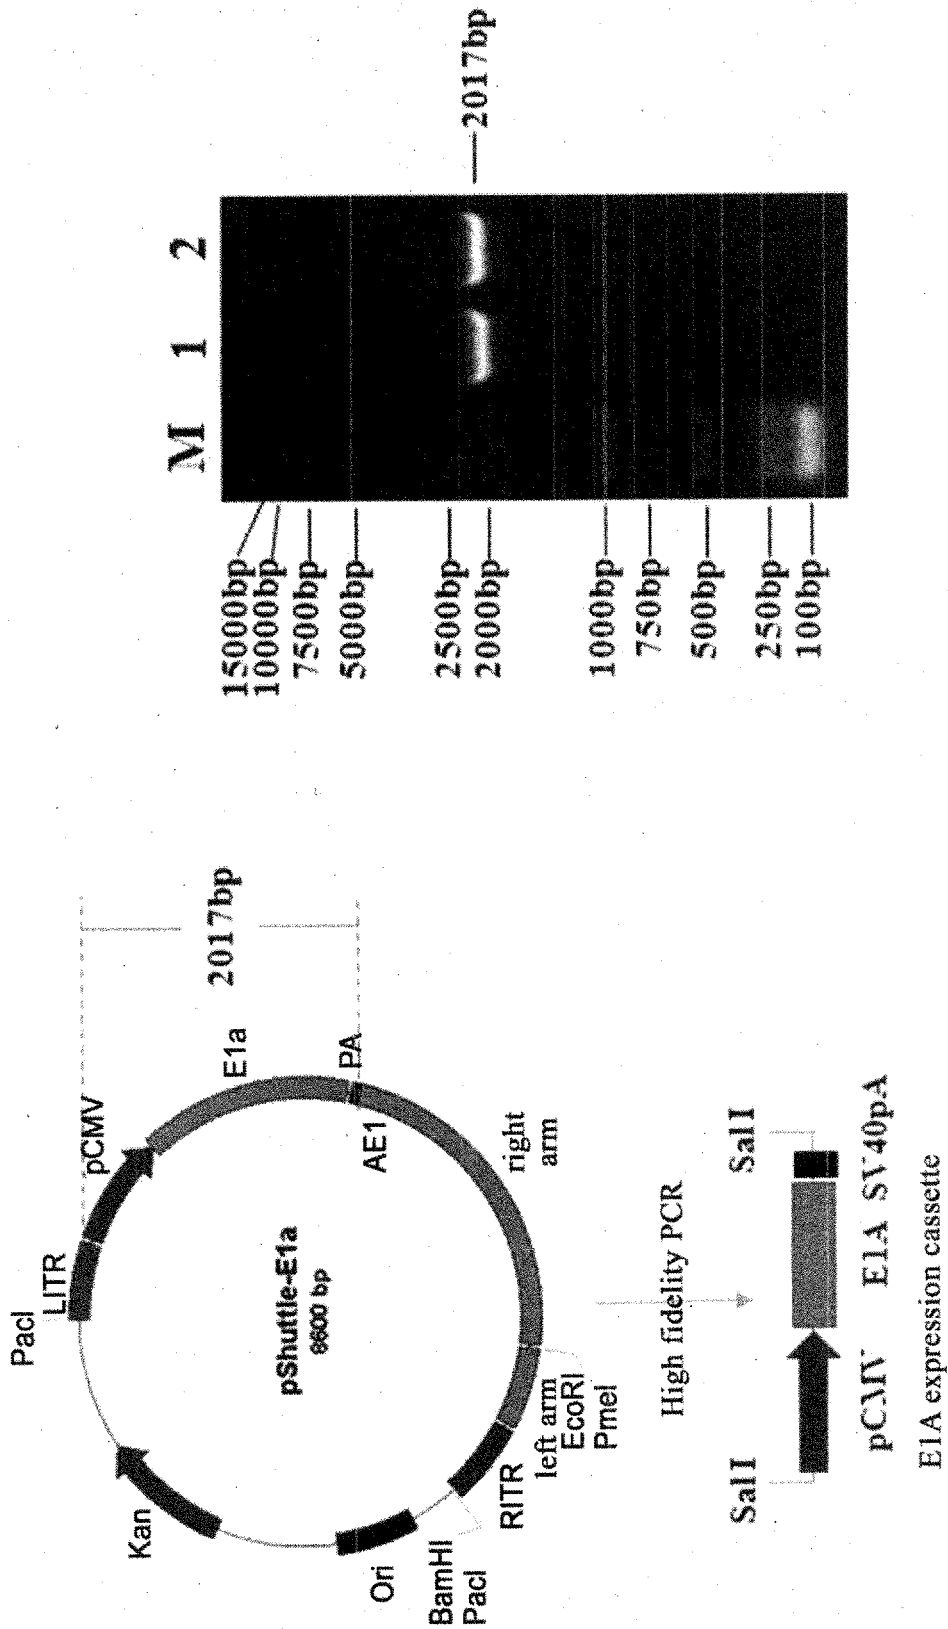 PacI
LITR
pCMV
E1a
PA
AE1
2017bp
Kan
pShuttle-E1a
8600 bp
right
arm
Ori
BamHI
PacI
RITR
left arm
EcoRI
PmeI
High fidelity PCR
SalI
SalI
pCMV E1A SV40pA
E1A expression cassette
M 1 2
15000bp
10000bp
7500bp
5000bp
2500bp
2000bp
1000bp
750bp
500bp
250bp
100bp
2017bp